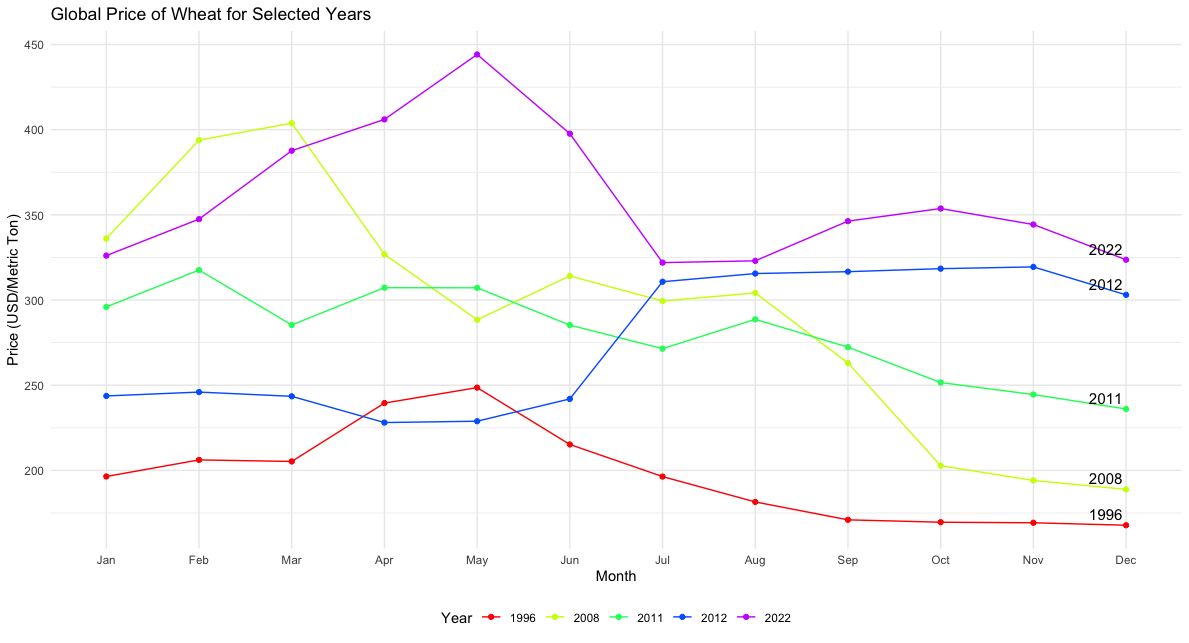 Global Price of Wheat for Selected Years
450
400
350
300
250
200
Price (USD/Metric Ton)
2022
2012
2011
2008
1996
Jan Feb Mar Apr May Jun Jul Aug Sep Oct Nov Dec
Month
Year 1996 2008 2011 2012 2022